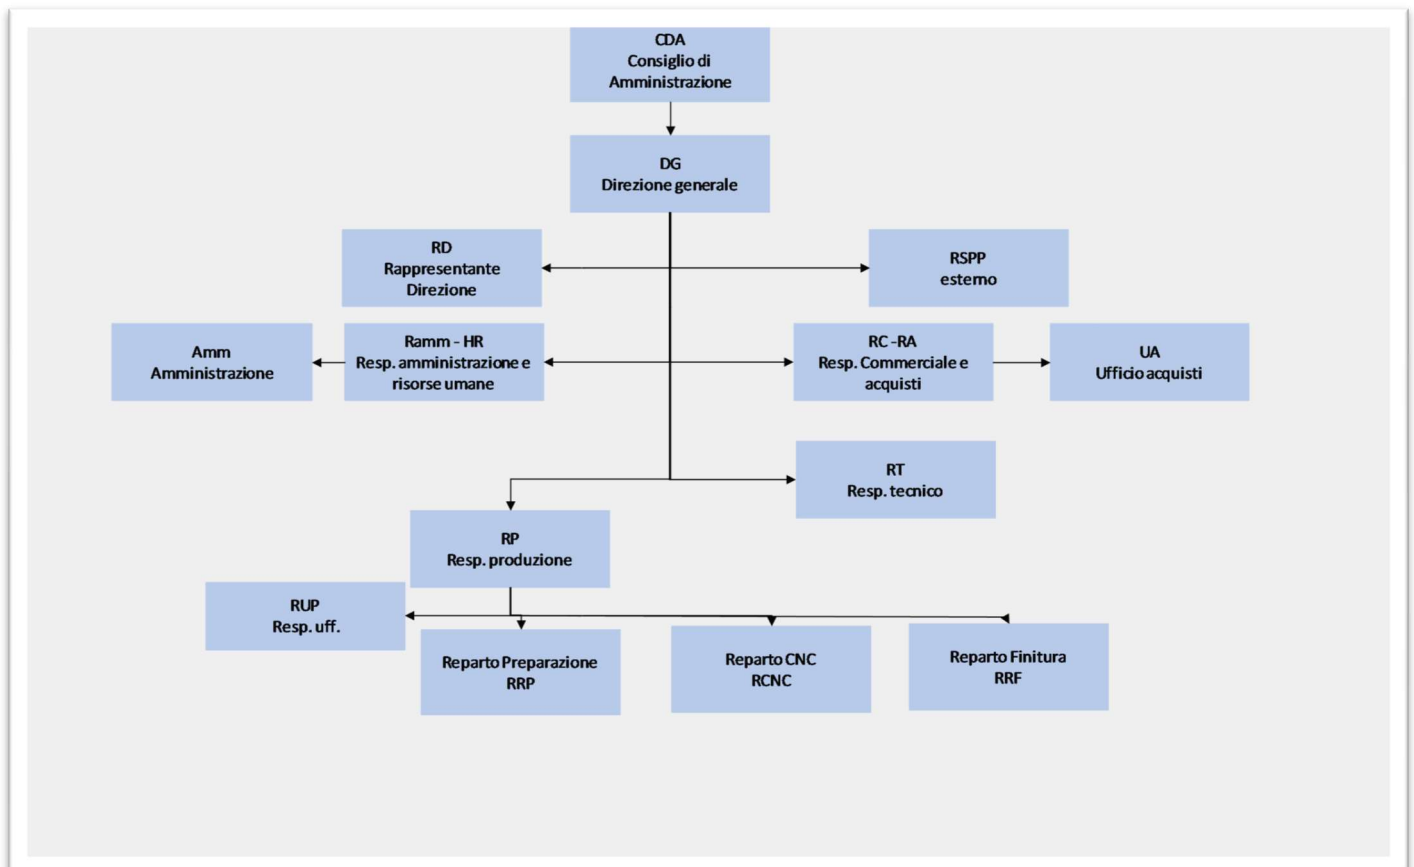 CDA
Consiglio di
Amministrazione
DG
Direzione generale
RD
Rappresentante
Direzione
RSPP
esterno
Amm
Amministrazione
Ramm - HR
Resp. amministrazione e
risorse umane
RC -RA
Resp. Commerciale e
acquisti
UA
Ufficio acquisti
RT
Resp. tecnico
RP
Resp. produzione
RUP
Resp. uff.
Reparto Preparazione
RRP
Reparto CNC
RCNC
Reparto Finitura
RRF